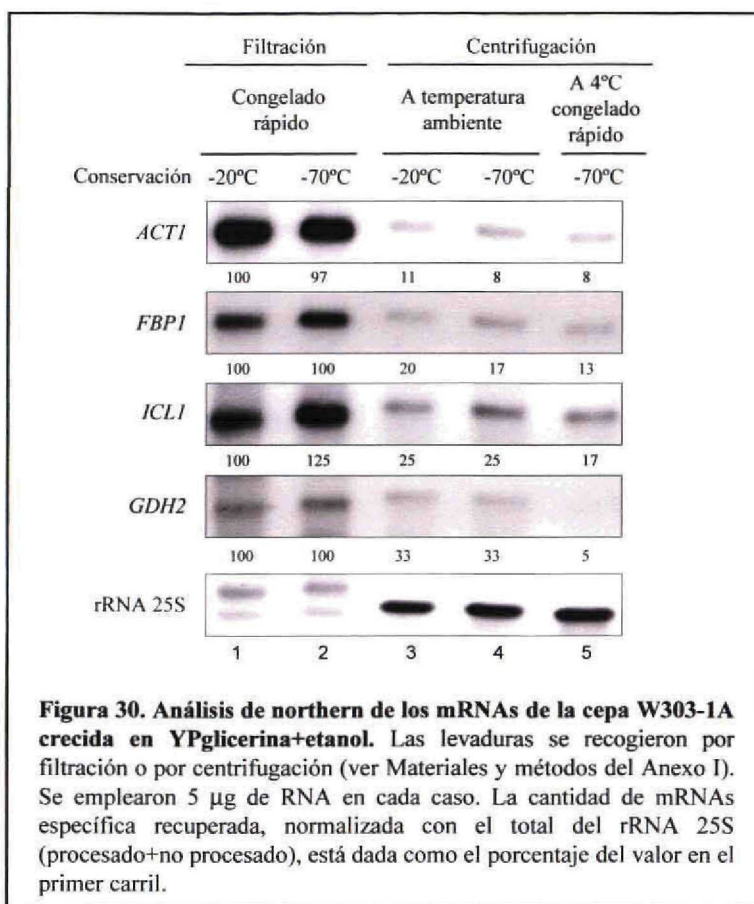 Filtración Centrifugación
Congelado rápido A temperatura ambiente A 4ºC congelado rápido
Conservación -20ºC -70ºC -20ºC -70ºC -70ºC
ACT1
100 97 11 8 8
FBP1
100 100 20 17 13
ICL1
100 125 25 25 17
GDH2
100 100 33 33 5
rRNA 25S
1 2 3 4 5
Figura 30. Análisis de northern de los mRNAs de la cepa W303-1A
crecida en YPglicerina+etanol. Las levaduras se recogieron por
filtración o por centrifugación (ver Materiales y métodos del Anexo I).
Se emplearon 5 µg de RNA en cada caso. La cantidad de mRNAs
específica recuperada, normalizada con el total del rRNA 25S
(procesado+no procesado), está dada como el porcentaje del valor en el
primer carril.